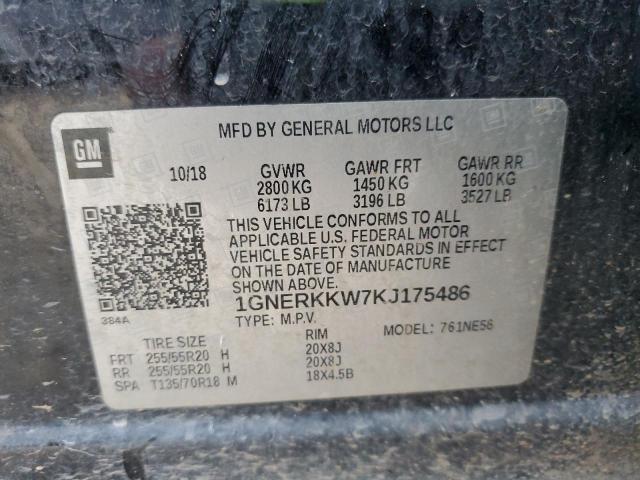 GM
MFD BY GENERAL MOTORS LLC
10/18 GVWR GAWR FRT GAWR RR
2800 KG 1450 KG 1600 KG
6173 LB 3196 LB 3527 LB
THIS VEHICLE CONFORMS TO ALL
APPLICABLE U.S. FEDERAL MOTOR
VEHICLE SAFETY STANDARDS IN EFFECT
ON THE DATE OF MANUFACTURE
SHOWN ABOVE.
384A
1GNERKKW7KJ175486
TYPE: M.P.V. MODEL: 761NE56
TIRE SIZE RIM
FRT 255/55R20 H 20X8J
RR 255/55R20 H 20X8J
SPA T135/70R18 M 18X4.5B